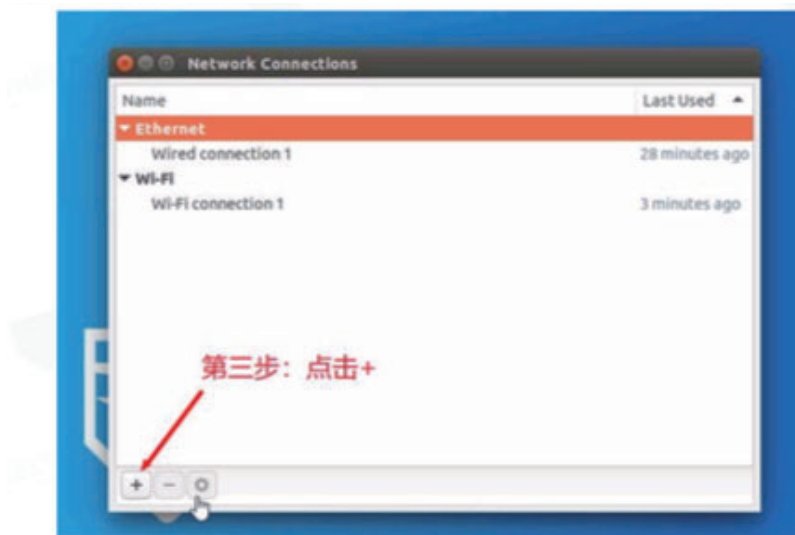 Network Connections
Name Last Used
Ethernet
Wired connection 1 28 minutes ago
Wi-Fi
Wi-Fi connection 1 3 minutes ago
第三步：点击+